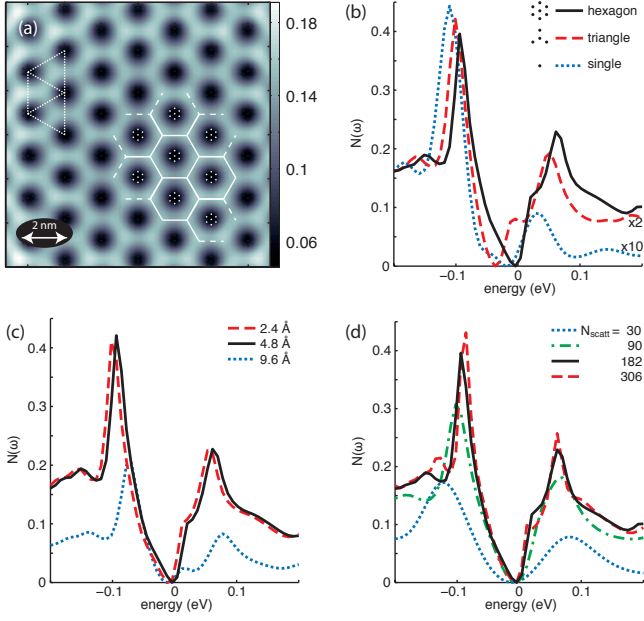 (a)
2 nm
0.18
0.14
0.1
0.06
(b)
hexagon
triangle
single
N(ω)
0.4
0.3
0.2
0.1
0
x2
x10
−0.1
0
0.1
energy (eV)
(c)
2.4 Å
4.8 Å
9.6 Å
N(ω)
0.4
0.3
0.2
0.1
0
−0.1
0
0.1
energy (eV)
(d)
Nscatt = 30
90
182
306
N(ω)
0.4
0.3
0.2
0.1
0
−0.1
0
0.1
energy (eV)